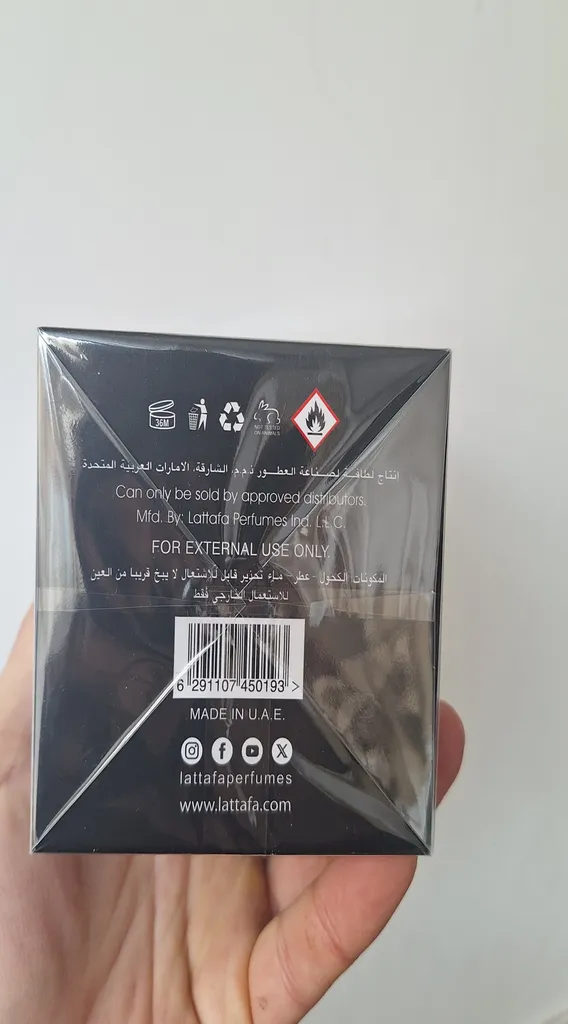 36M
NOT TESTED
ON ANIMALS
إنتاج لطافة لصناعة العطور ذ.م.م. الشارقة. الامارات العربية المتحدة
Can only be sold by approved distributors.
Mfd. By: Lattafa Perfumes Ind. L.L.C.
FOR EXTERNAL USE ONLY.
المكونات الكحول - عطر - ماء تحذير قابل للاشتعال لا يبخ قريبا من العين
للاستعمال الخارجي فقط
6 291107 450193 >
MADE IN U.A.E.
lattafaperfumes
www.lattafa.com